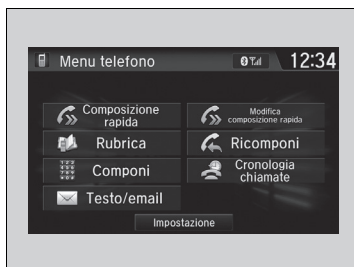 Menu telefono
12:34
Composizione
rapida
Modifica
composizione rapida
Rubrica
Ricomponi
Componi
Cronologia
chiamate
Testo/email
Impostazione